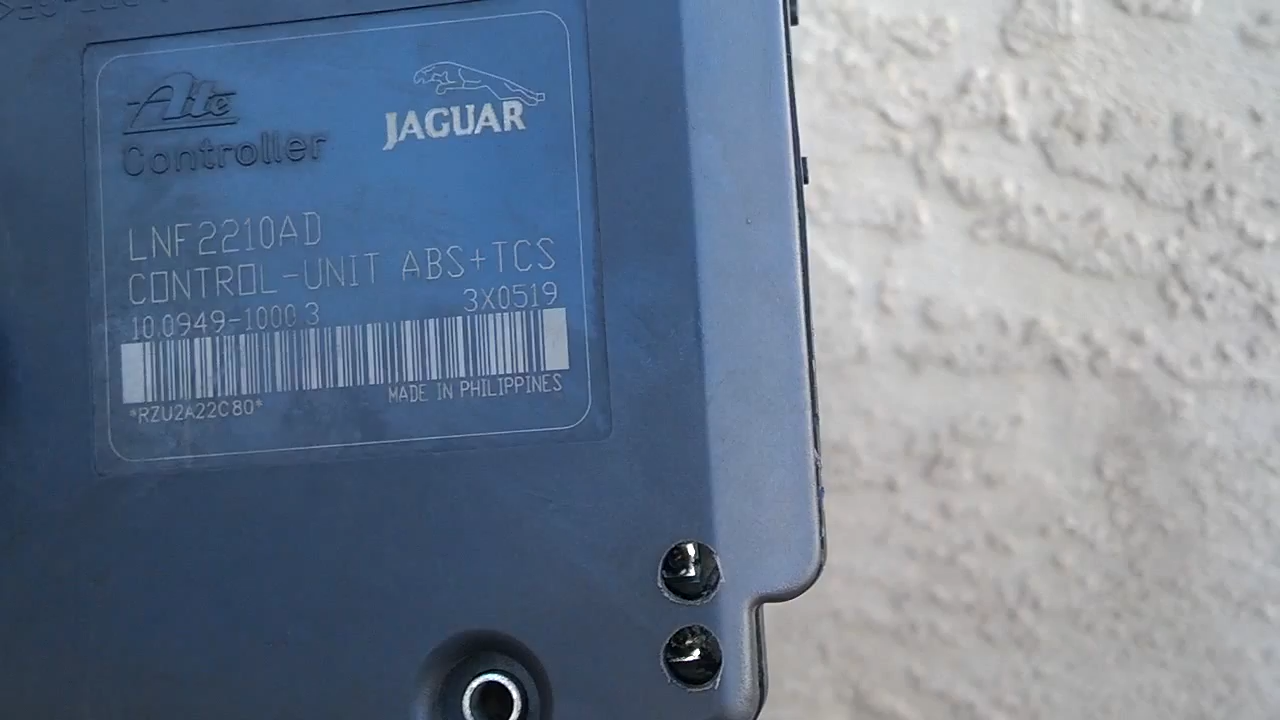 Ate
Controller
JAGUAR
LNF2210AD
CONTROL-UNIT ABS+TCS
10.0949-1000.3 3X0519
*RZU2A22C80*
MADE IN PHILIPPINES